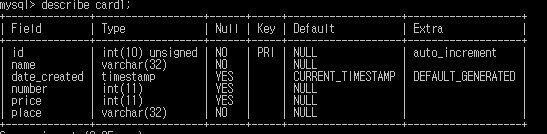 mysql> describe card1;
| Field | Type | Null | Key | Default | Extra |
| id | int(10) unsigned | NO | PRI | NULL | auto_increment |
| name | varchar(32) | NO | | NULL | |
| date_created | timestamp | YES | | CURRENT_TIMESTAMP | DEFAULT_GENERATED |
| number | int(11) | YES | | NULL | |
| price | int(11) | YES | | NULL | |
| place | varchar(32) | NO | | NULL | |